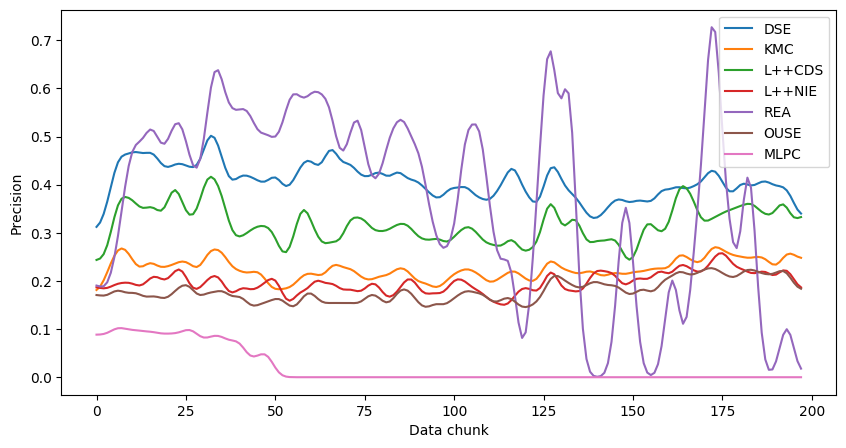 0.7
0.6
0.5
0.4
0.3
0.2
0.1
0.0
Precision
0
25
50
75
100
125
150
175
200
Data chunk
DSE
KMC
L++CDS
L++NIE
REA
OUSE
MLPC